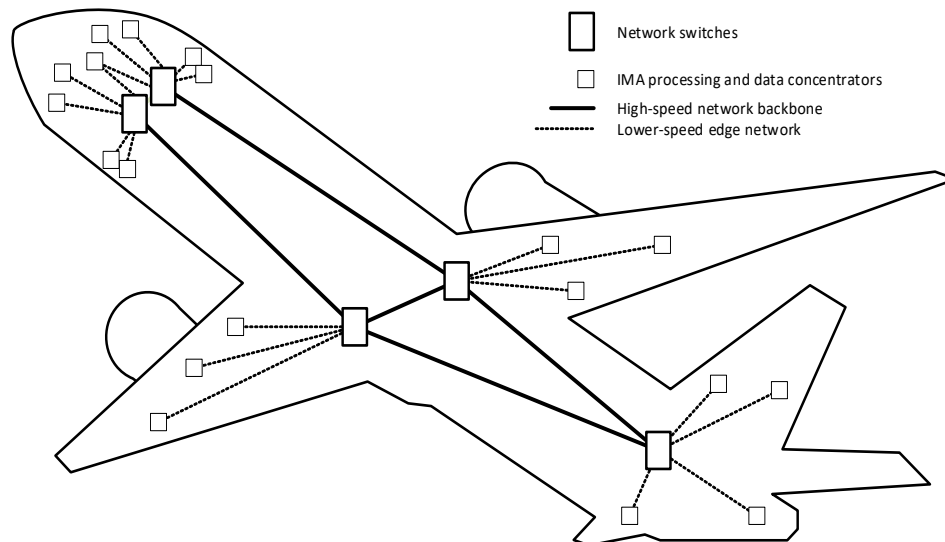 Network switches
IMA processing and data concentrators
High-speed network backbone
Lower-speed edge network